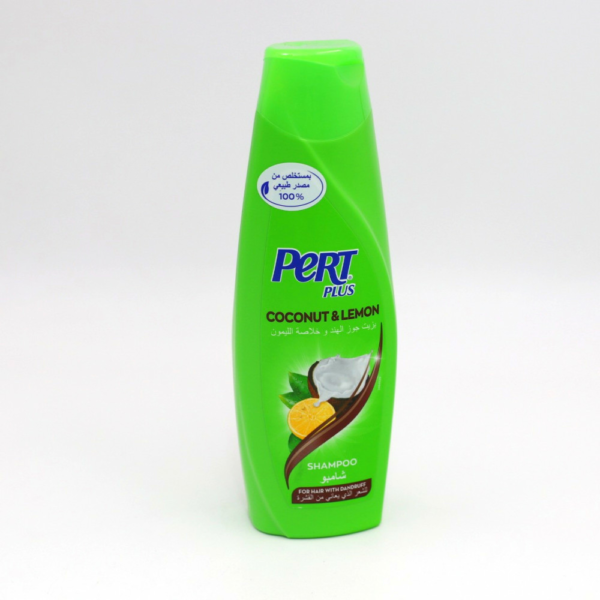 بمستخلص من
مصدر طبيعي
100%
PERT
PLUS
COCONUT & LEMON
بزيت جوز الهند و خلاصة الليمون
SHAMPOO
شامبو
FOR HAIR WITH DANDRUFF
للشعر الذي يعاني من القشرة